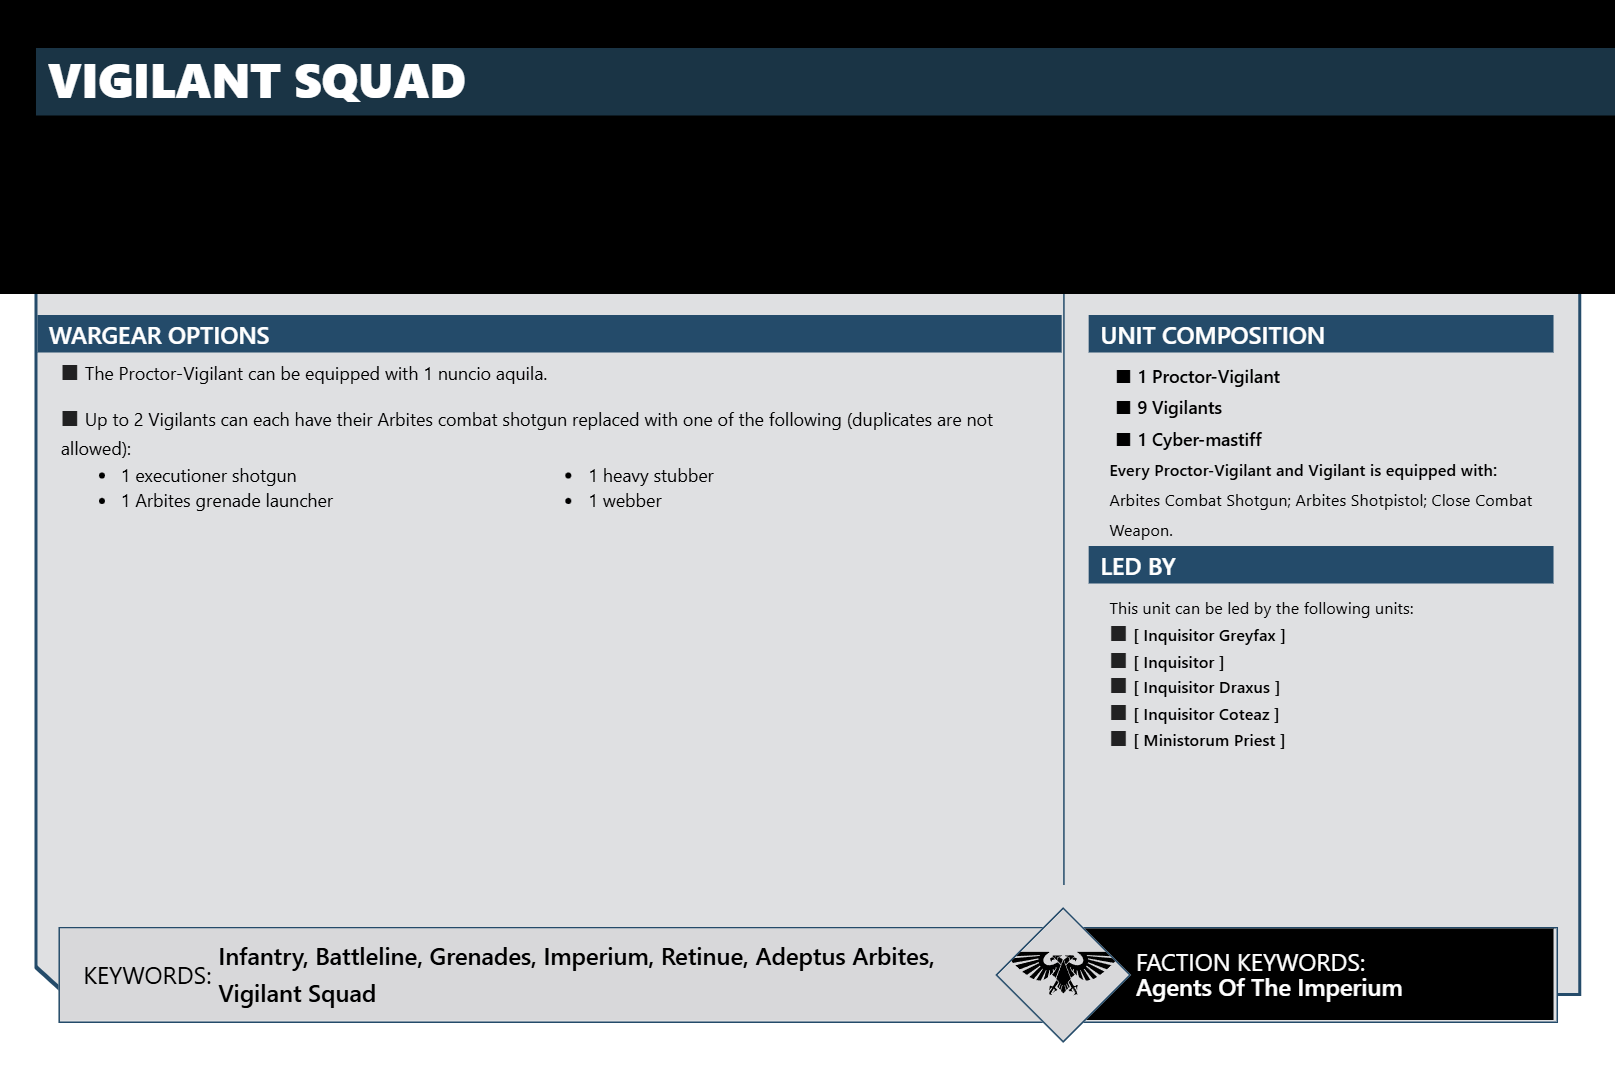 VIGILANT SQUAD
WARGEAR OPTIONS
The Proctor-Vigilant can be equipped with 1 nuncio aquila.
Up to 2 Vigilants can each have their Arbites combat shotgun replaced with one of the following (duplicates are not
allowed):
1 executioner shotgun
1 Arbites grenade launcher
1 heavy stubber
1 webber
UNIT COMPOSITION
1 Proctor-Vigilant
9 Vigilants
1 Cyber-mastiff
Every Proctor-Vigilant and Vigilant is equipped with:
Arbites Combat Shotgun; Arbites Shotpistol; Close Combat
Weapon.
LED BY
This unit can be led by the following units:
[ Inquisitor Greyfax ]
[ Inquisitor ]
[ Inquisitor Draxus ]
[ Inquisitor Coteaz ]
[ Ministorum Priest ]
KEYWORDS:
Infantry, Battleline, Grenades, Imperium, Retinue, Adeptus Arbites,
Vigilant Squad
FACTION KEYWORDS:
Agents Of The Imperium